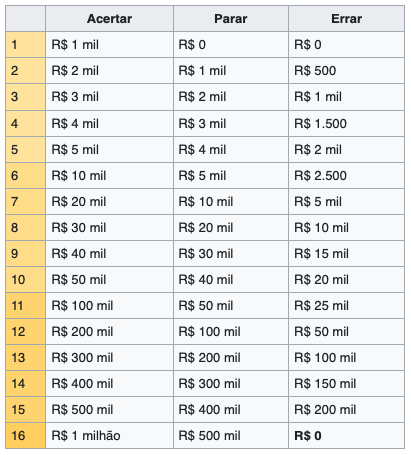 Acertar Parar Errar
1 R$ 1 mil R$ 0 R$ 0
2 R$ 2 mil R$ 1 mil R$ 500
3 R$ 3 mil R$ 2 mil R$ 1 mil
4 R$ 4 mil R$ 3 mil R$ 1.500
5 R$ 5 mil R$ 4 mil R$ 2 mil
6 R$ 10 mil R$ 5 mil R$ 2.500
7 R$ 20 mil R$ 10 mil R$ 5 mil
8 R$ 30 mil R$ 20 mil R$ 10 mil
9 R$ 40 mil R$ 30 mil R$ 15 mil
10 R$ 50 mil R$ 40 mil R$ 20 mil
11 R$ 100 mil R$ 50 mil R$ 25 mil
12 R$ 200 mil R$ 100 mil R$ 50 mil
13 R$ 300 mil R$ 200 mil R$ 100 mil
14 R$ 400 mil R$ 300 mil R$ 150 mil
15 R$ 500 mil R$ 400 mil R$ 200 mil
16 R$ 1 milhão R$ 500 mil R$ 0